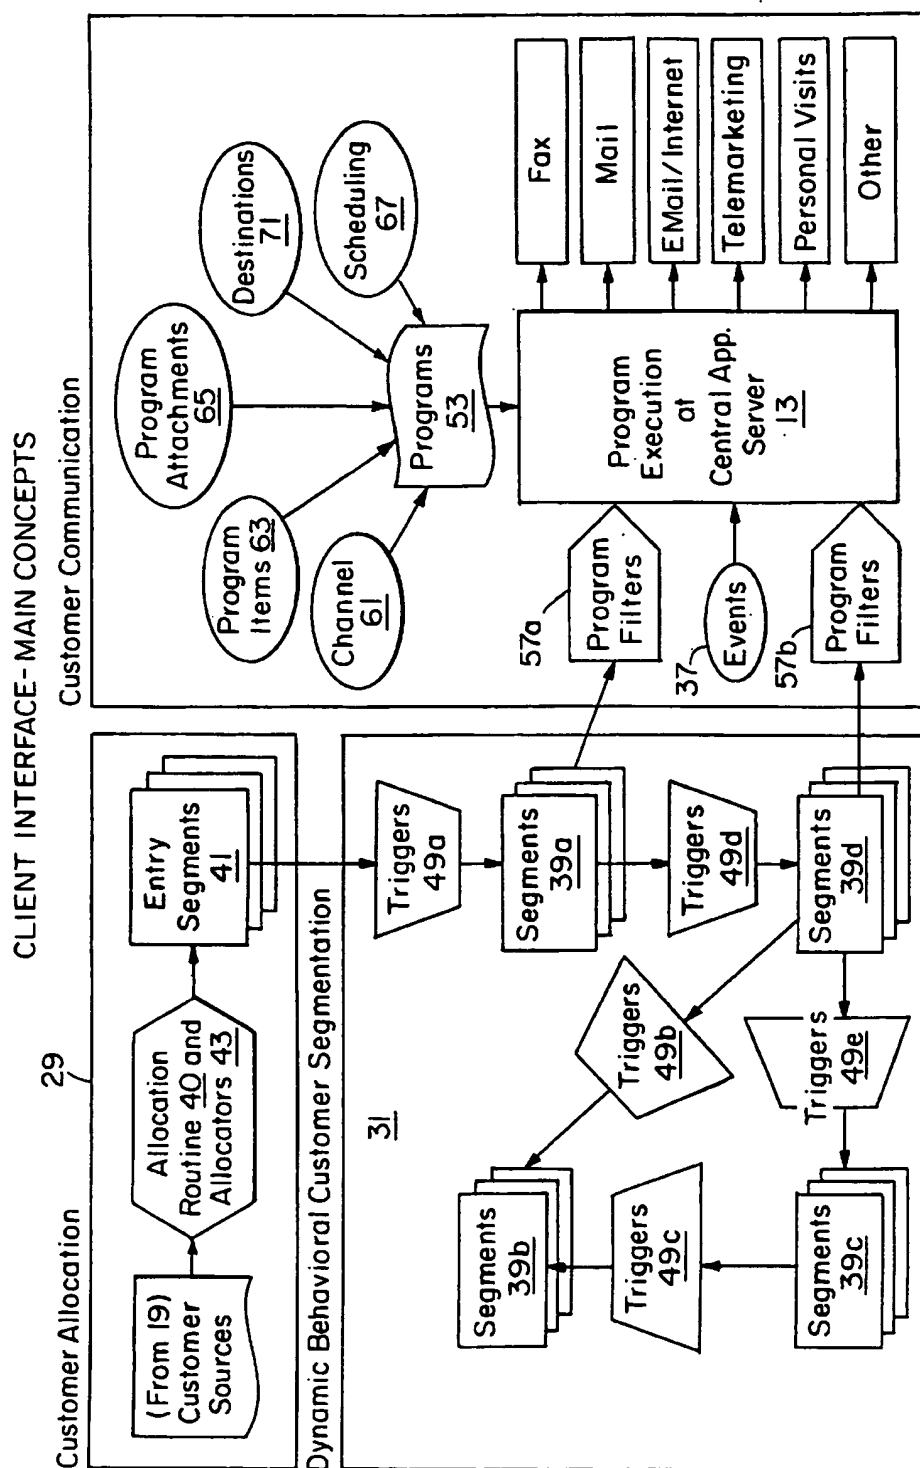 CLIENT INTERFACE-MAIN CONCEPTS
29
Customer Allocation
(From 19)
Customer
Sources
Allocation
Routine 40 and
Allocators 43
Entry
Segments
41
Dynamic Behavioral Customer Segmentation
31
Triggers
49a
Segments
39a
Triggers
49d
Segments
39d
Triggers
49b
Triggers
49e
Segments
39b
Triggers
49c
Segments
39c
Customer Communication
Channel
61
Program
Items 63
Program
Attachments
65
Destinations
71
Scheduling
67
Programs
53
57a
Program
Filters
37
Events
57b
Program
Filters
Program
Execution
at
Central App.
Server
13
Fax
Mail
EMail/Internet
Telemarketing
Personal Visits
Other